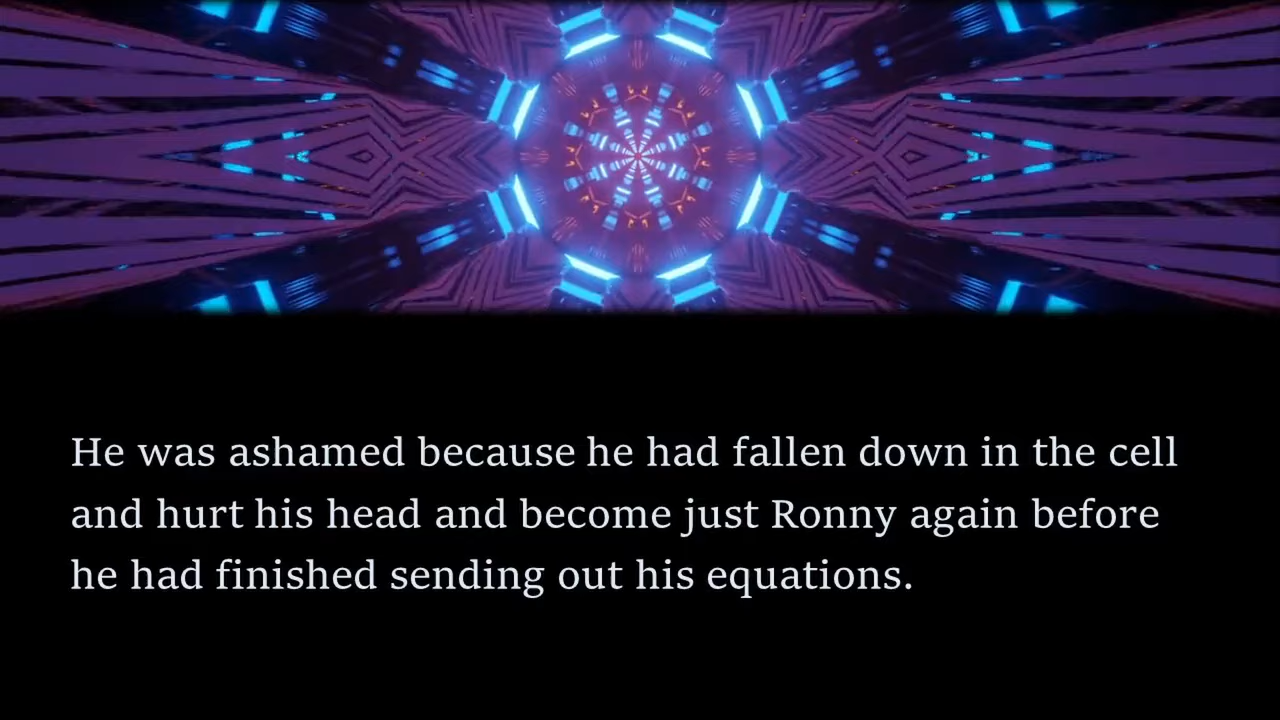 He was ashamed because he had fallen down in the cell
and hurt his head and become just Ronny again before
he had finished sending out his equations.